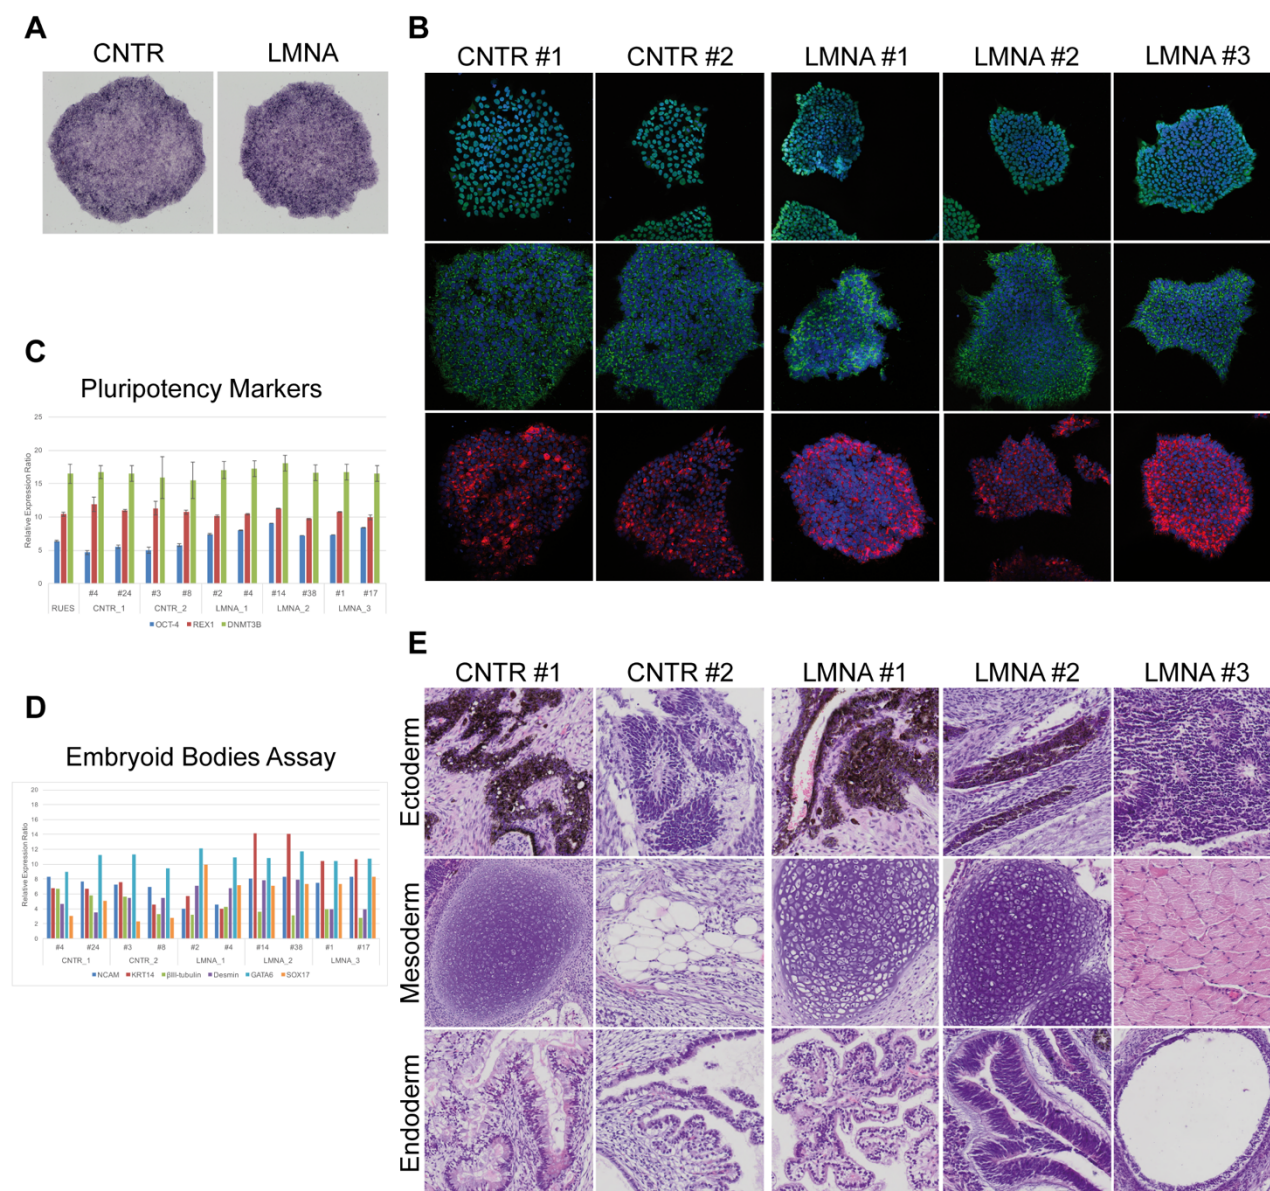 A
CNTR LMNA
B
CNTR #1 CNTR #2 LMNA #1 LMNA #2 LMNA #3
C
Pluripotency Markers
Relative Expression Ratio
25
20
15
10
5
0
#4 #24 #3 #8 #2 #4 #14 #38 #1 #17
RUES CNTR_1 CNTR_2 LMNA_1 LMNA_2 LMNA_3
OCT-4 REX1 DNMT3B
D
Embryoid Bodies Assay
Relative Expression Ratio
20
18
16
14
12
10
8
6
4
2
0
#4 #24 #3 #8 #2 #4 #14 #38 #1 #17
CNTR_1 CNTR_2 LMNA_1 LMNA_2 LMNA_3
NCAM KRT14 βIII-tubulin Desmin GATA6 SOX17
E
CNTR #1 CNTR #2 LMNA #1 LMNA #2 LMNA #3
Ectoderm
Mesoderm
Endoderm